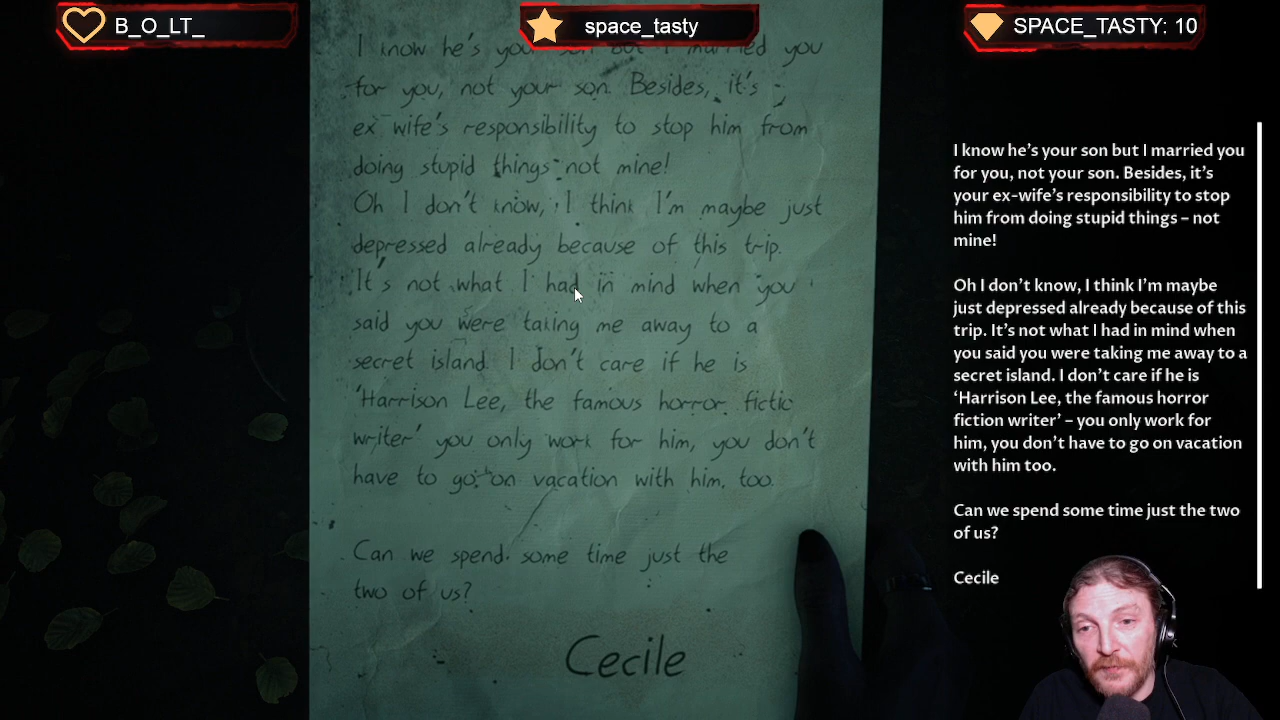 B_O_LT_
space_tasty
SPACE_TASTY: 10
I know he's your son but I married you
for you, not your son. Besides, it's
ex wife's responsibility to stop him from
doing stupid things not mine!
Oh I don't know, I think I'm maybe just
depressed already because of this trip.
It's not what I had in mind when you
said you were taking me away to a
secret island. I don't care if he is
'Harrison Lee, the famous horror fictic
writer' you only work for him, you don't
have to go on vacation with him. too.
Can we spend some time just the
two of us?
Cecile
I know he's your son but I married you
for you, not your son. Besides, it's
your ex-wife's responsibility to stop
him from doing stupid things – not
mine!
Oh I don't know, I think I'm maybe
just depressed already because of this
trip. It's not what I had in mind when
you said you were taking me away to a
secret island. I don't care if he is
'Harrison Lee, the famous horror
fiction writer' – you only work for
him, you don't have to go on vacation
with him too.
Can we spend some time just the two
of us?
Cecile